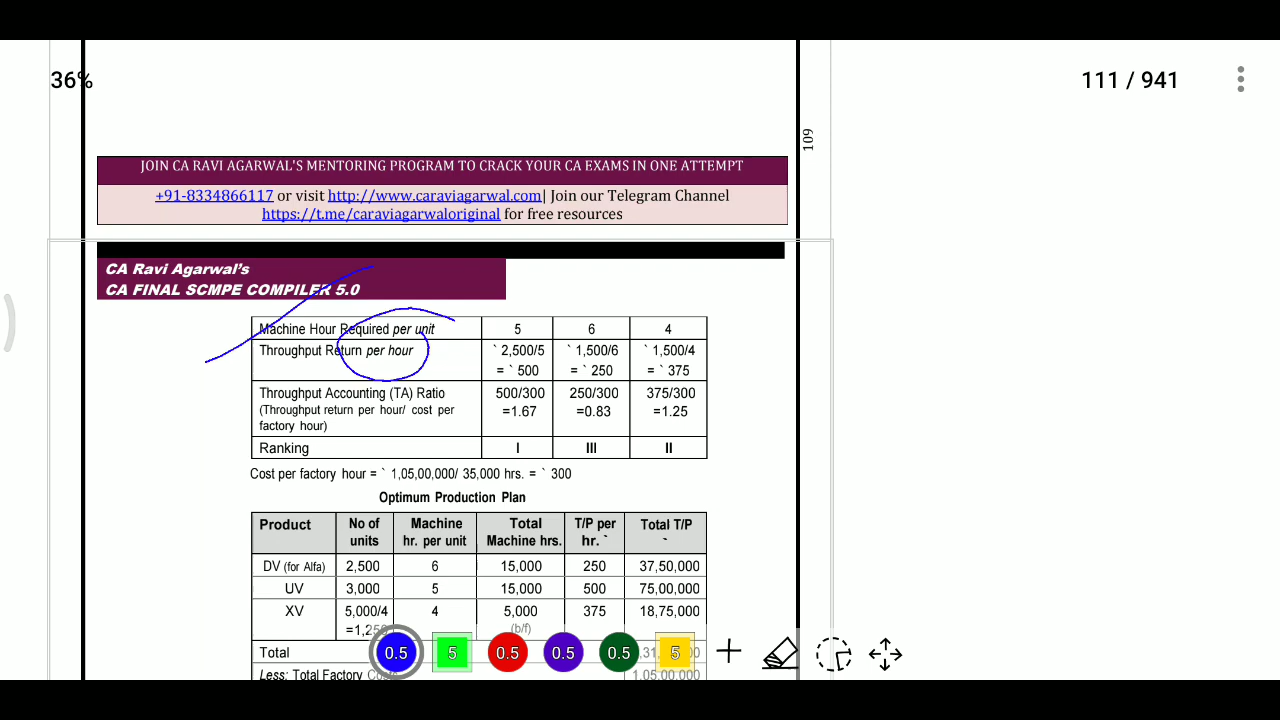 36%
111 / 941
109
JOIN CA RAVI AGARWAL'S MENTORING PROGRAM TO CRACK YOUR CA EXAMS IN ONE ATTEMPT
+91-8334866117 or visit http://www.caraviagarwal.com| Join our Telegram Channel
https://t.me/caraviagarwaloriginal for free resources
CA Ravi Agarwal's
CA FINAL SCMPE COMPILER 5.0
Machine Hour Required per unit 5 6 4
Throughput Return per hour ` 2,500/5 ` 1,500/6 ` 1,500/4
= ` 500 = ` 250 = ` 375
Throughput Accounting (TA) Ratio 500/300 250/300 375/300
(Throughput return per hour/ cost per =1.67 =0.83 =1.25
factory hour)
Ranking I III II
Cost per factory hour = ` 1,05,00,000/ 35,000 hrs. = ` 300
Optimum Production Plan
Product No of Machine Total T/P per Total T/P
units hr. per unit Machine hrs. hr. ` `
DV (for Alfa) 2,500 6 15,000 250 37,50,000
UV 3,000 5 15,000 500 75,00,000
XV 5,000/4 4 5,000 375 18,75,000
=1,250 (b/f)
Total
Less: Total Factory 1,05,00,000
0.5 5 0.5 0.5 0.5 5